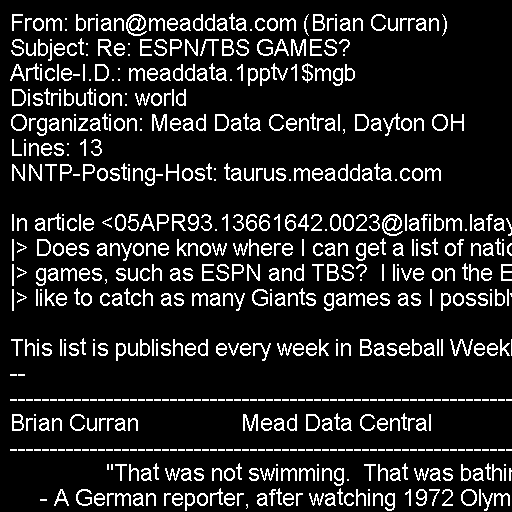 From: brian@meaddata.com (Brian Curran)
Subject: Re: ESPN/TBS GAMES?
Article-I.D.: meaddata.1pptv1$mgb
Distribution: world
Organization: Mead Data Central, Dayton OH
Lines: 13
NNTP-Posting-Host: taurus.meaddata.com

In article <05APR93.13661642.0023@lafibm.lafay
|> Does anyone know where I can get a list of natio
|> games, such as ESPN and TBS?  I live on the E
|> like to catch as many Giants games as I possibly

This list is published every week in Baseball Weekl
--
------------------------------------------------------------------------
Brian Curran                 Mead Data Central
------------------------------------------------------------------------
"That was not swimming.  That was bathin
- A German reporter, after watching 1972 Olym